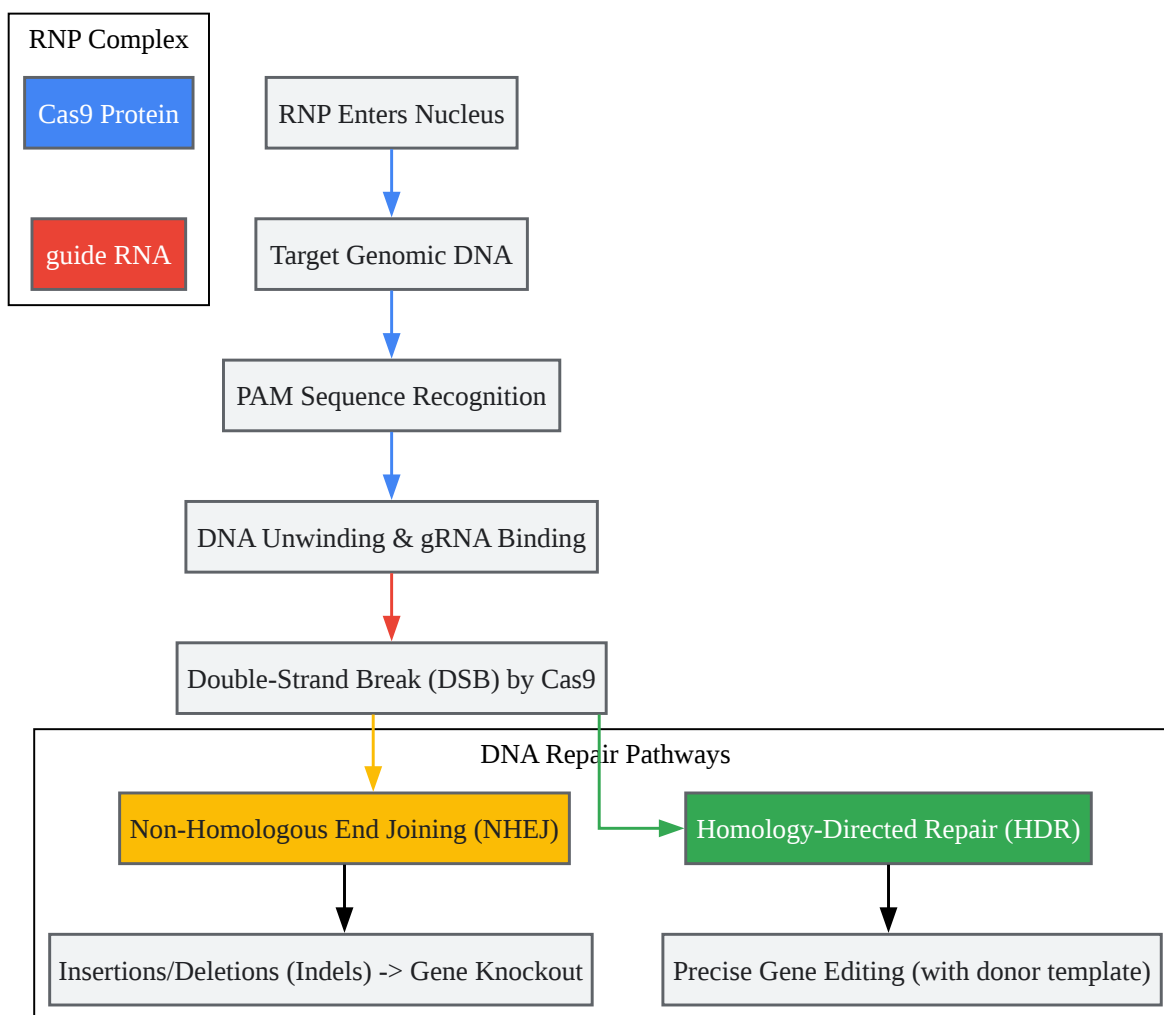 RNP Complex
Cas9 Protein
guide RNA
RNP Enters Nucleus
Target Genomic DNA
PAM Sequence Recognition
DNA Unwinding & gRNA Binding
Double-Strand Break (DSB) by Cas9
DNA Repair Pathways
Non-Homologous End Joining (NHEJ)
Homology-Directed Repair (HDR)
Insertions/Deletions (Indels) -> Gene Knockout
Precise Gene Editing (with donor template)